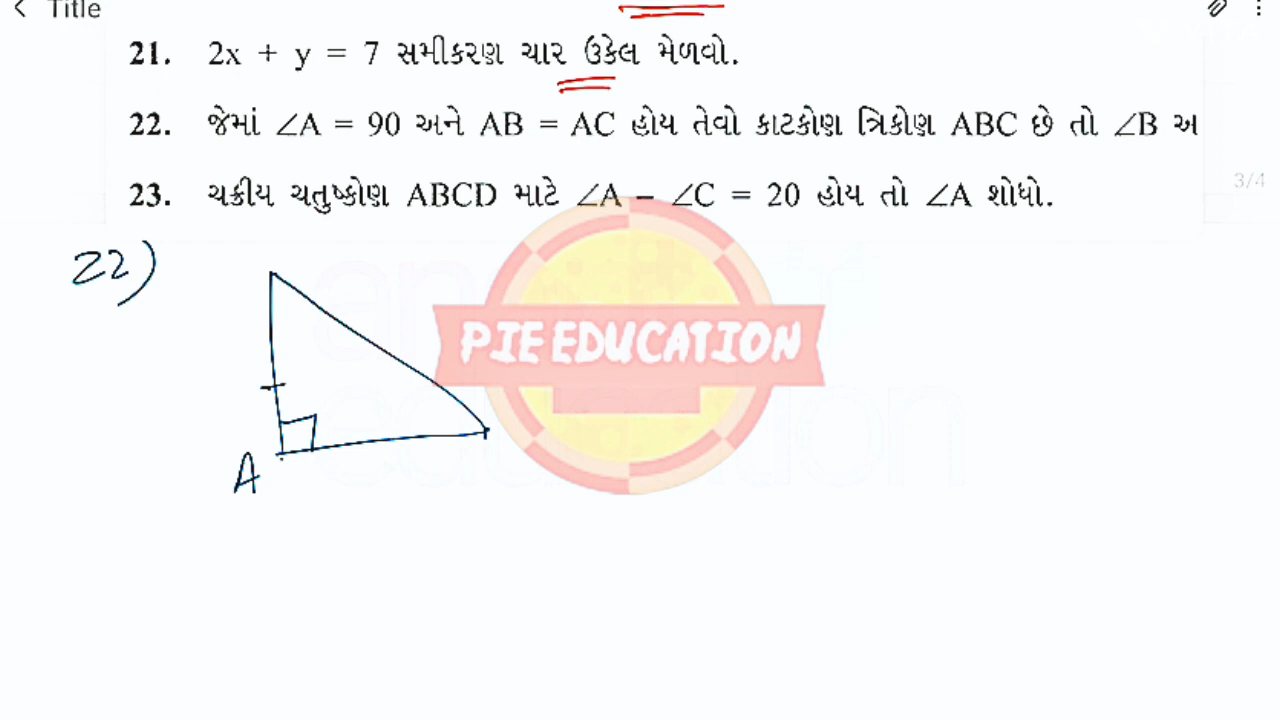 Title
21. 2x + y = 7 સમીકરણ ચાર ઉકેલ મેળવો.
22. જેમાં ∠A = 90 અને AB = AC હોય તેવો કાટકોણ ત્રિકોણ ABC છે તો ∠B અ
3/4
23. ચક્રીય ચતુષ્કોણ ABCD માટે ∠A – ∠C = 20 હોય તો ∠A શોધો.
22)
PIE EDUCATION
A